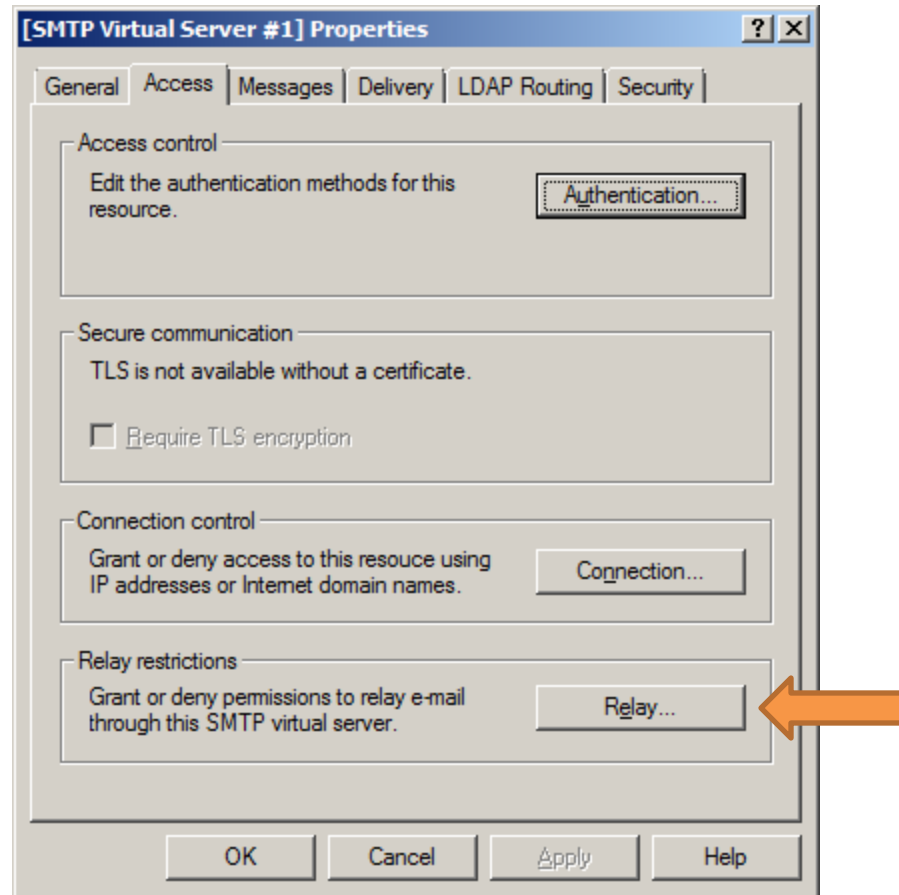 [SMTP Virtual Server #1] Properties
? X
General Access Messages Delivery LDAP Routing Security
Access control
Edit the authentication methods for this
resource.
Authentication...
Secure communication
TLS is not available without a certificate.
Require TLS encryption
Connection control
Grant or deny access to this resouce using
IP addresses or Internet domain names.
Connection...
Relay restrictions
Grant or deny permissions to relay e-mail
through this SMTP virtual server.
Relay...
OK Cancel Apply Help